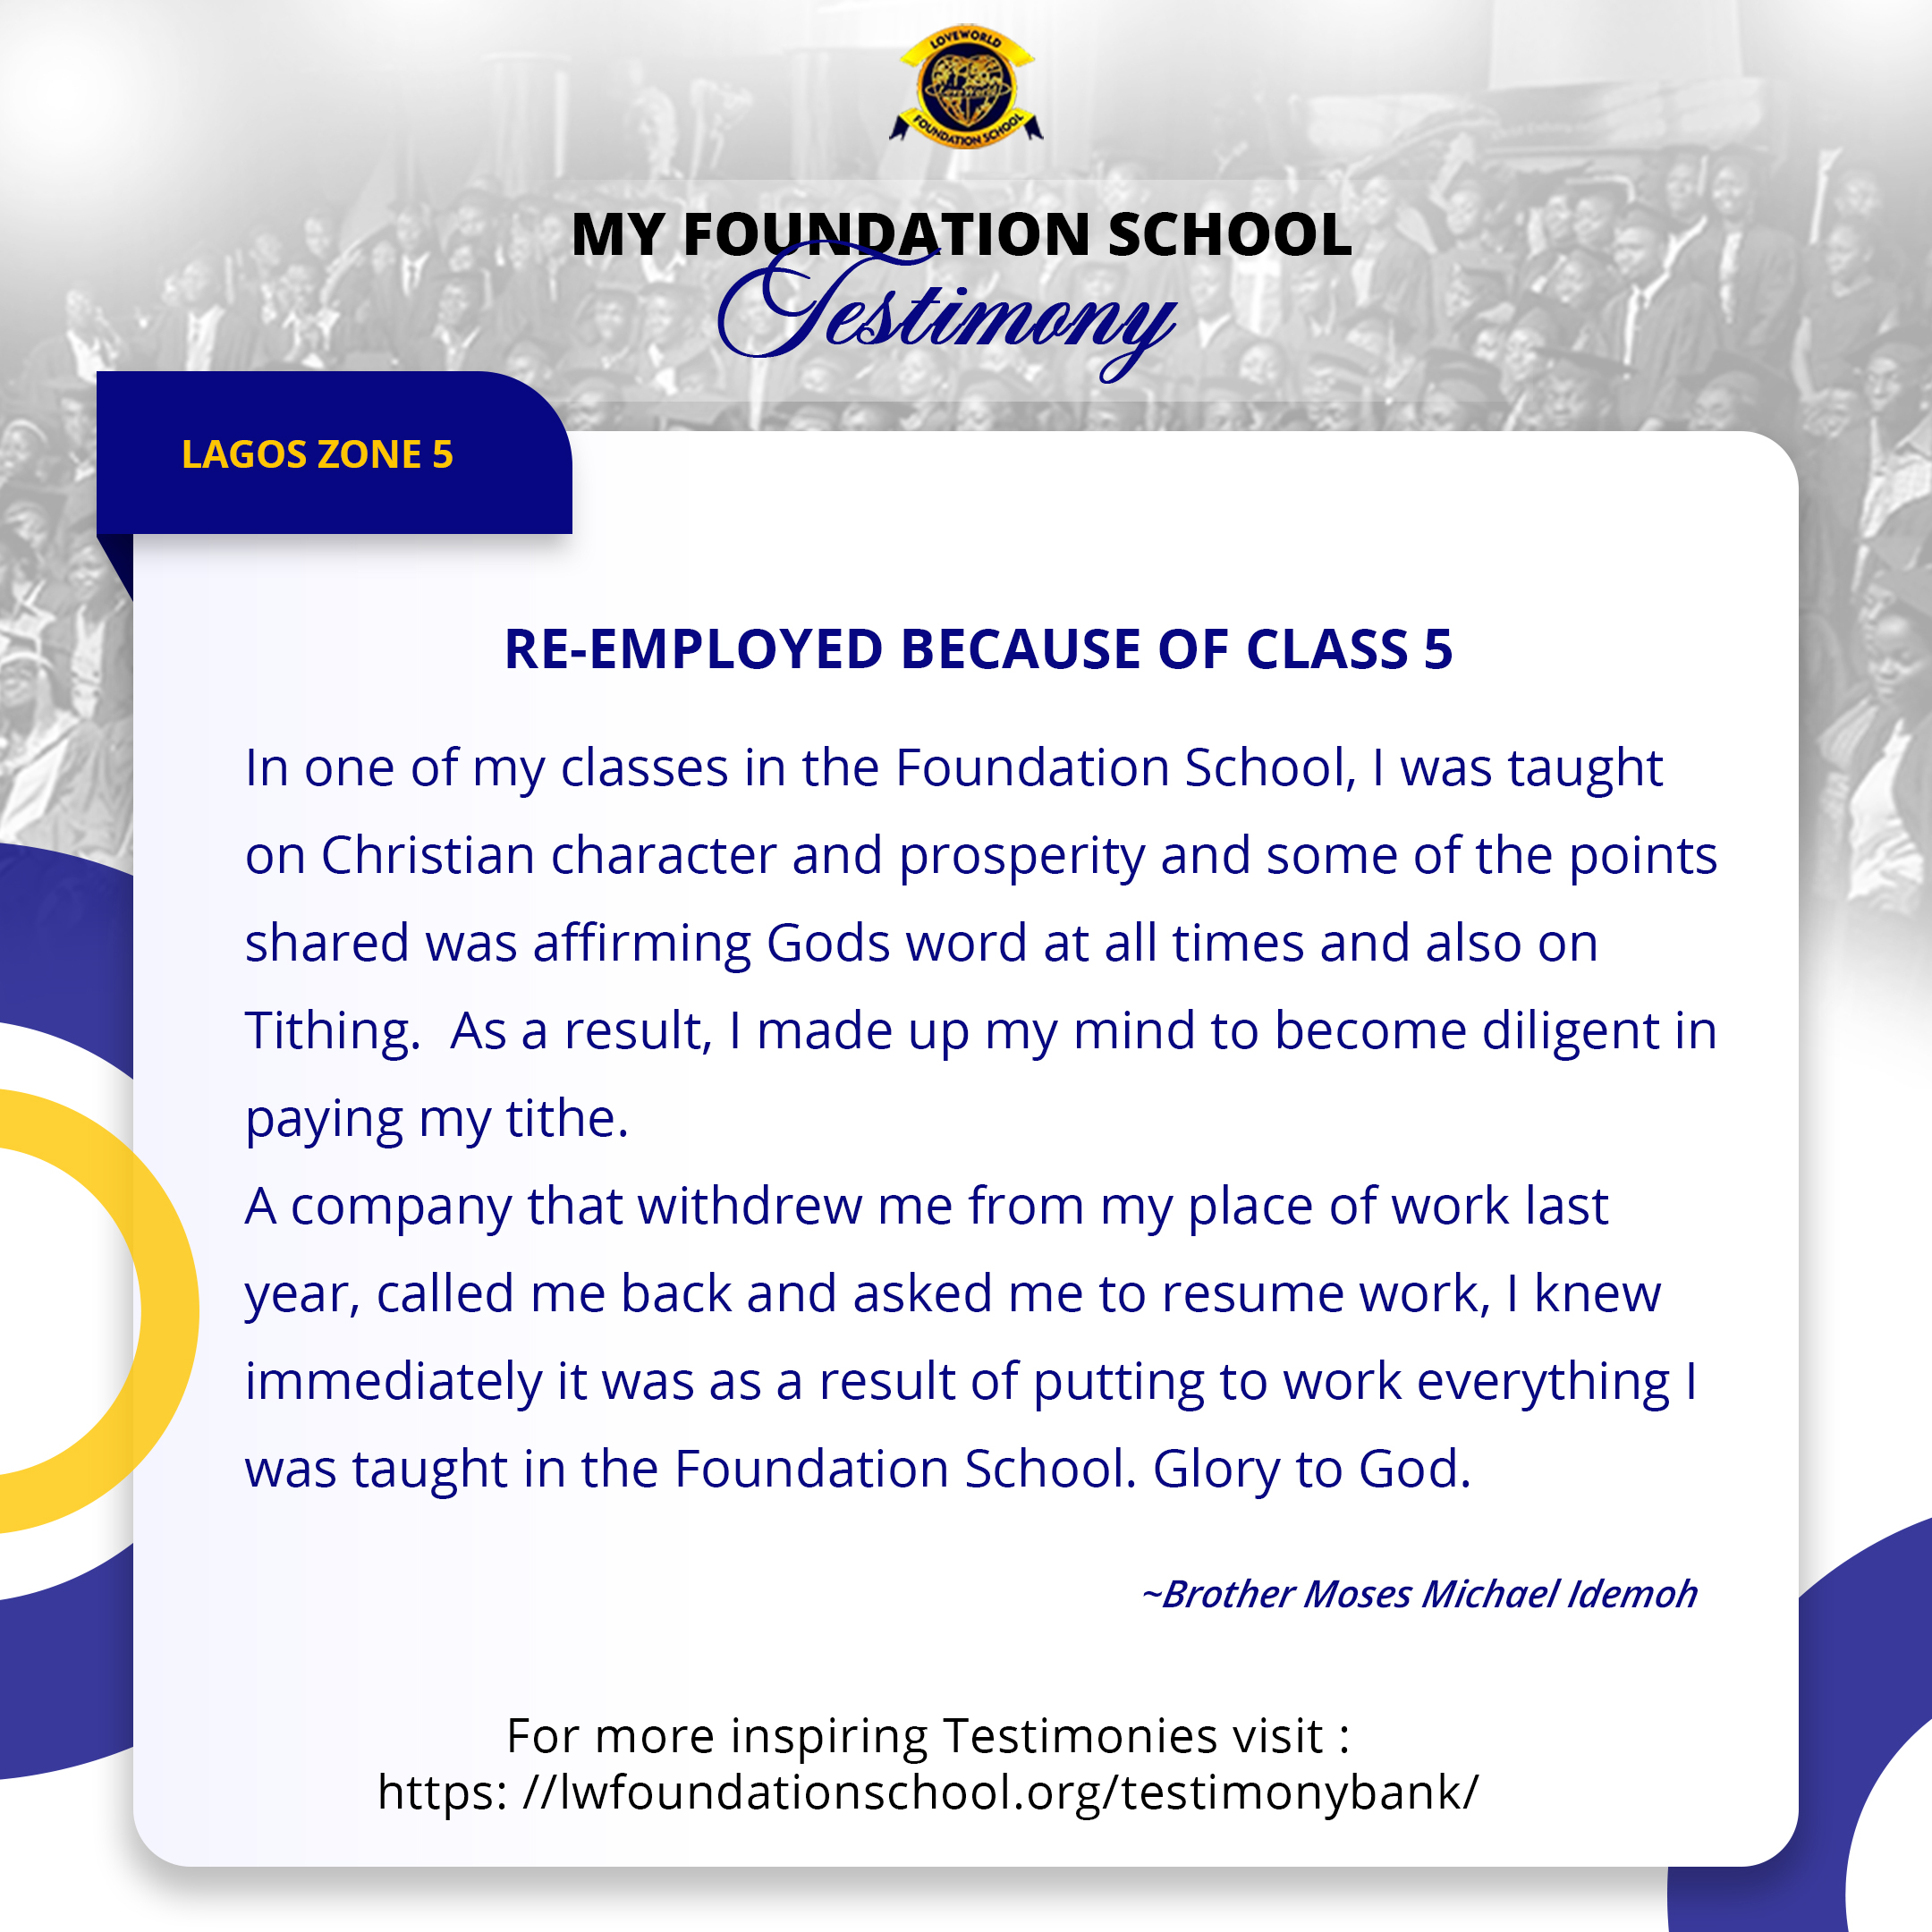 LOVEWORLD
LoveWorld
FOUNDATION SCHOOL
MY FOUNDATION SCHOOL
Testimony
LAGOS ZONE 5
RE-EMPLOYED BECAUSE OF CLASS 5
In one of my classes in the Foundation School, I was taught
on Christian character and prosperity and some of the points
shared was affirming Gods word at all times and also on
Tithing.  As a result, I made up my mind to become diligent in
paying my tithe.
A company that withdrew me from my place of work last
year, called me back and asked me to resume work, I knew
immediately it was as a result of putting to work everything I
was taught in the Foundation School. Glory to God.
~Brother Moses Michael Idemoh
For more inspiring Testimonies visit :
https: //lwfoundationschool.org/testimonybank/